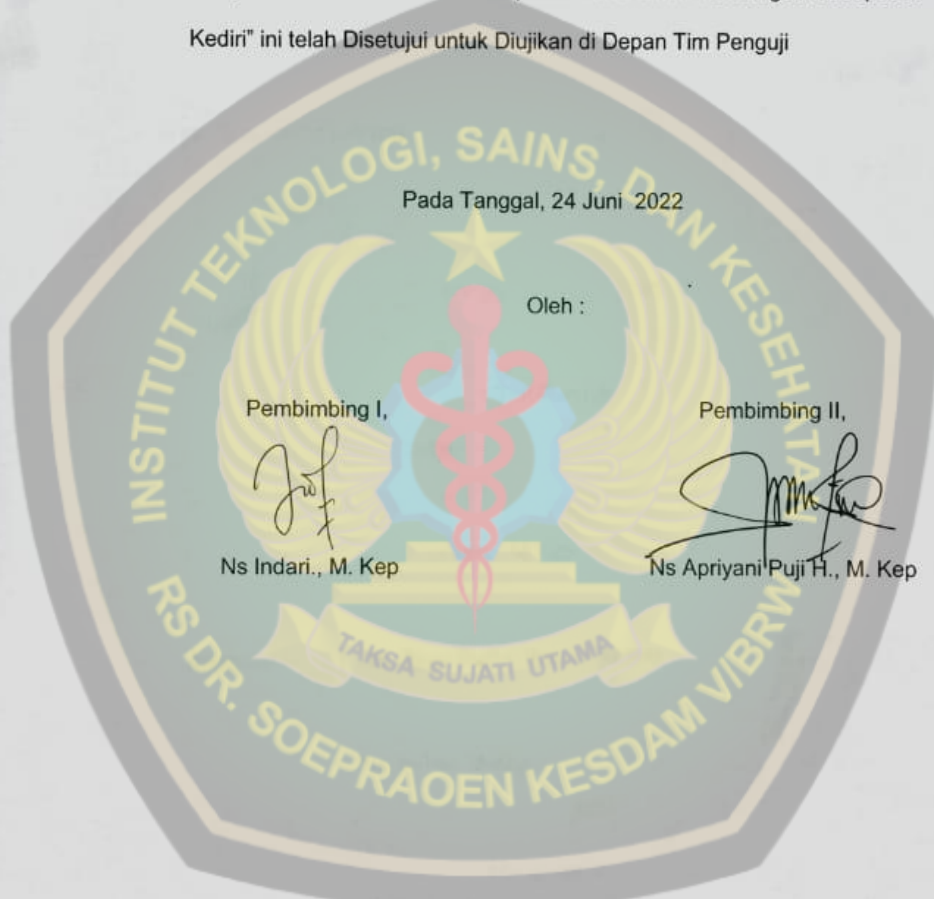 Kediri” ini telah Disetujui untuk Diujikan di Depan Tim Penguji
INSTITUT TEKNOLOGI, SAINS, DAN KESEHATAN
Pada Tanggal, 24 Juni 2022
Oleh :
Pembimbing I,
Pembimbing II,
Ns Indari., M. Kep
Ns Apriyani Puji H., M. Kep
TAKSA SUJATI UTAMA
RS DR. SOEPRAOEN KESDAM V/BRW